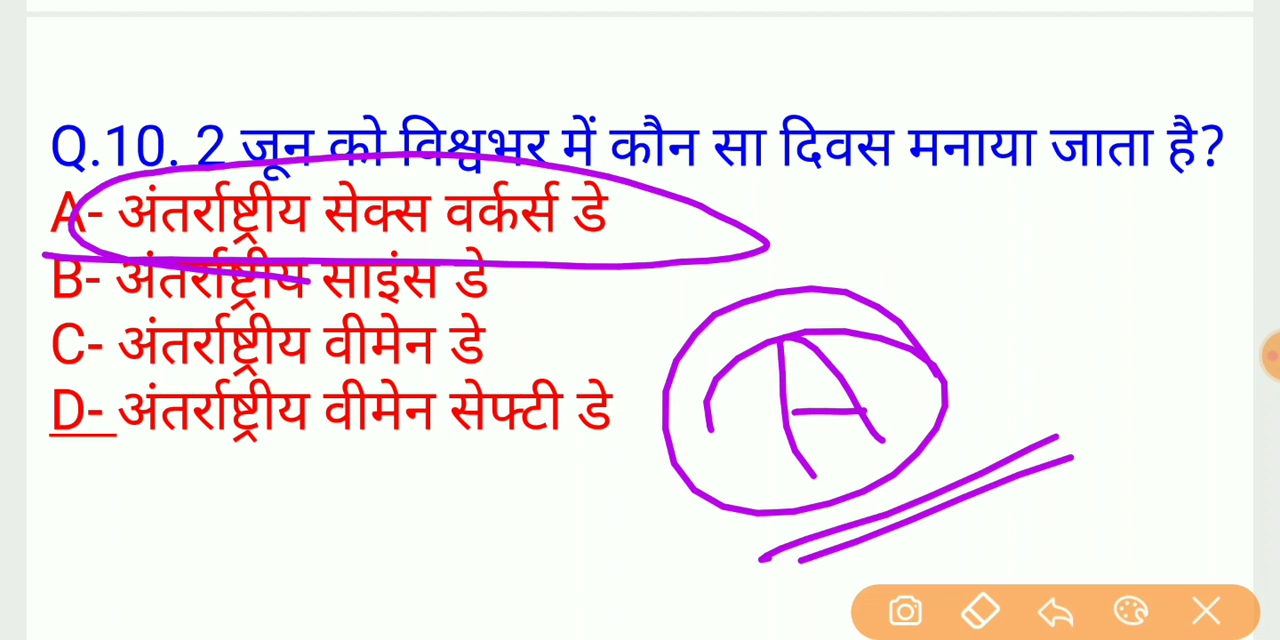 Q.10. 2 जून को विश्वभर में कौन सा दिवस मनाया जाता है?
A- अंतर्राष्ट्रीय सेक्स वर्कर्स डे
B- अंतर्राष्ट्रीय साइंस डे
C- अंतर्राष्ट्रीय वीमेन डे
D- अंतर्राष्ट्रीय वीमेन सेफ्टी डे
A